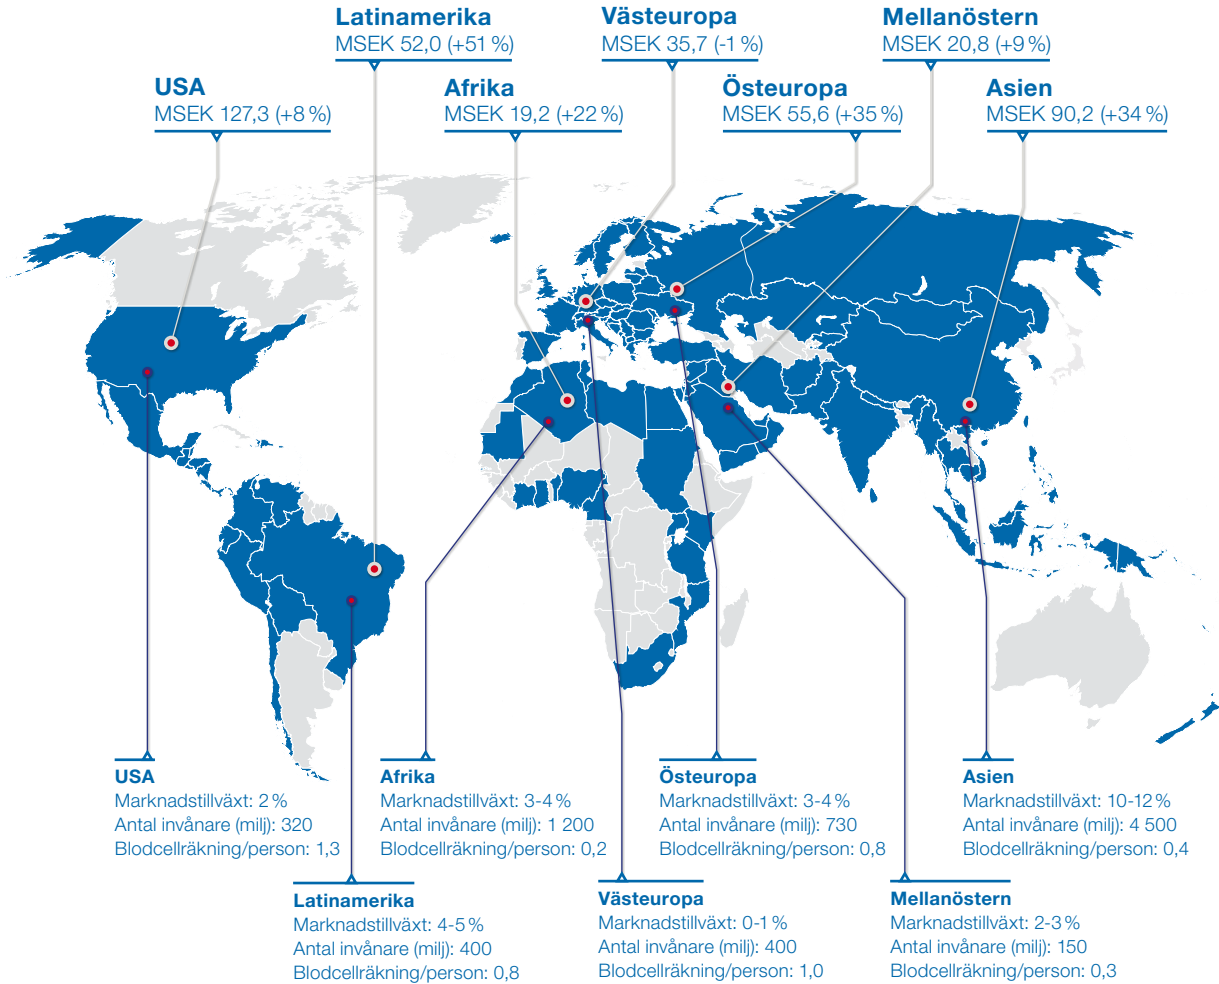 Latinamerika
MSEK 52,0 (+51 %)
Västeuropa
MSEK 35,7 (-1 %)
Mellanöstern
MSEK 20,8 (+9 %)
USA
MSEK 127,3 (+8 %)
Afrika
MSEK 19,2 (+22 %)
Östeuropa
MSEK 55,6 (+35 %)
Asien
MSEK 90,2 (+34 %)
USA
Marknadstillväxt: 2 %
Antal invånare (milj): 320
Blodcellräkning/person: 1,3
Afrika
Marknadstillväxt: 3-4 %
Antal invånare (milj): 1 200
Blodcellräkning/person: 0,2
Östeuropa
Marknadstillväxt: 3-4 %
Antal invånare (milj): 730
Blodcellräkning/person: 0,8
Asien
Marknadstillväxt: 10-12 %
Antal invånare (milj): 4 500
Blodcellräkning/person: 0,4
Latinamerika
Marknadstillväxt: 4-5 %
Antal invånare (milj): 400
Blodcellräkning/person: 0,8
Västeuropa
Marknadstillväxt: 0-1 %
Antal invånare (milj): 400
Blodcellräkning/person: 1,0
Mellanöstern
Marknadstillväxt: 2-3 %
Antal invånare (milj): 150
Blodcellräkning/person: 0,3